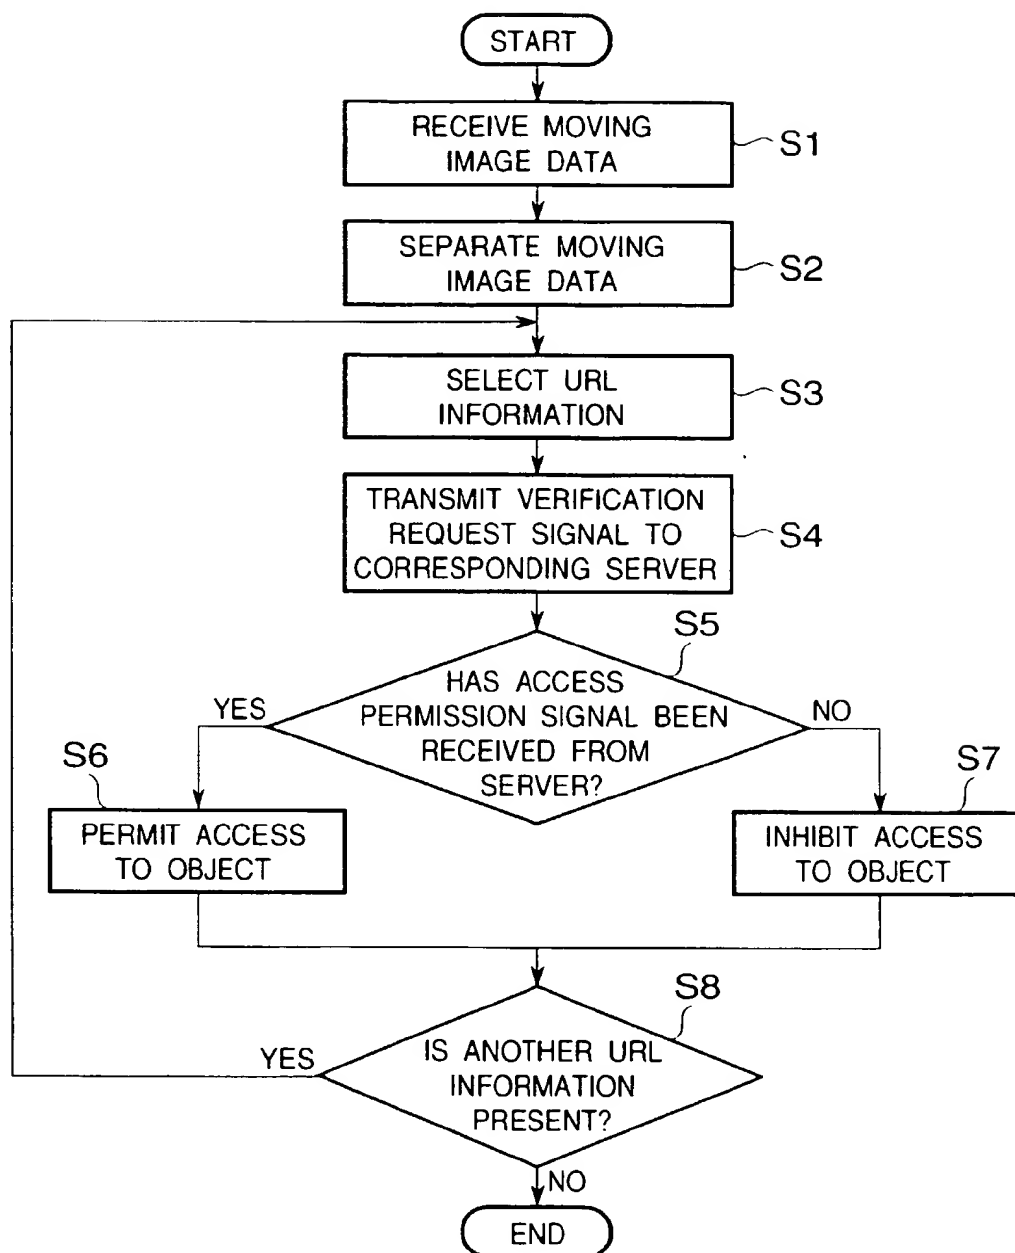 START
RECEIVE MOVING
IMAGE DATA
S1
SEPARATE MOVING
IMAGE DATA
S2
SELECT URL
INFORMATION
S3
TRANSMIT VERIFICATION
REQUEST SIGNAL TO
CORRESPONDING SERVER
S4
S5
HAS ACCESS
PERMISSION SIGNAL BEEN
RECEIVED FROM
SERVER?
YES
NO
S6
PERMIT ACCESS
TO OBJECT
S7
INHIBIT ACCESS
TO OBJECT
S8
IS ANOTHER URL
INFORMATION
PRESENT?
YES
NO
END